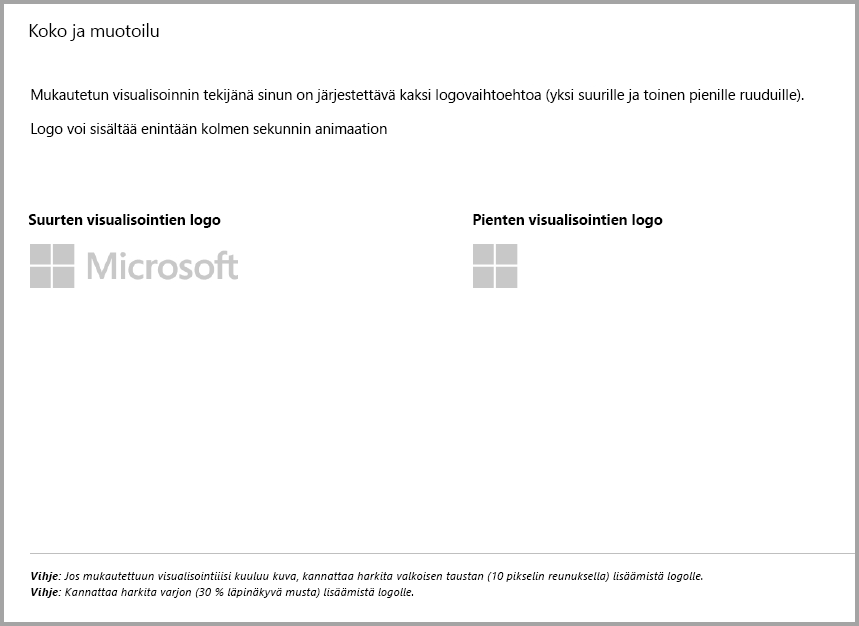 Koko ja muotoilu
Mukautetun visualisoinnin tekijänä sinun on järjestettävä kaksi logovaihtoehtoa (yksi suurille ja toinen pienille ruuduille).
Logo voi sisältää enintään kolmen sekunnin animaation
Suurten visualisointien logo
Microsoft
Pienten visualisointien logo
Vihje: Jos mukautettuun visualisointiiisi kuuluu kuva, kannattaa harkita valkoisen taustan (10 pikselin reunuksella) lisäämistä logolle.
Vihje: Kannattaa harkita varjon (30 % läpinäkyvä musta) lisäämistä logolle.